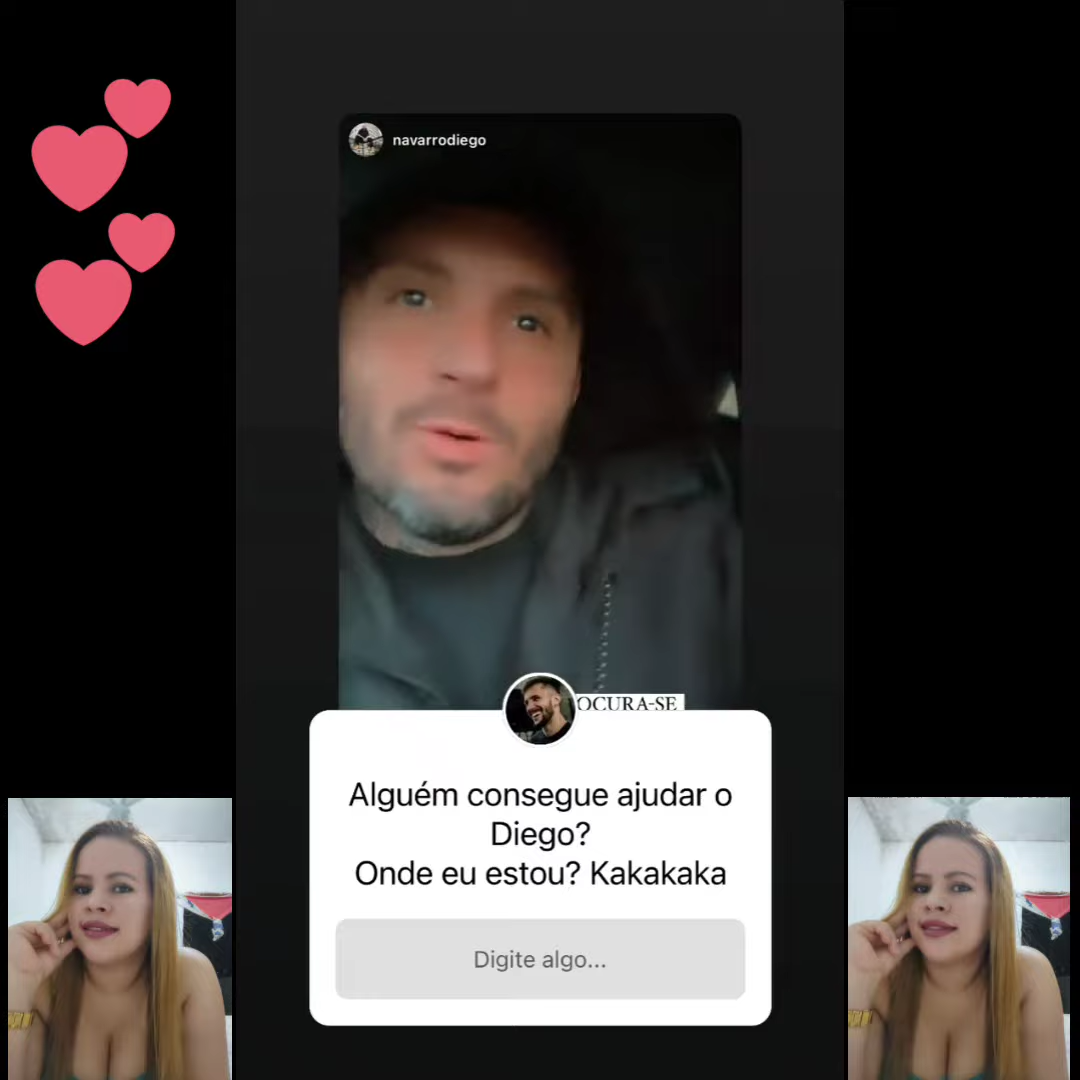 navarrodiego
OCURA-SE
Alguém consegue ajudar o
Diego?
Onde eu estou? Kakakaka
Digite algo...